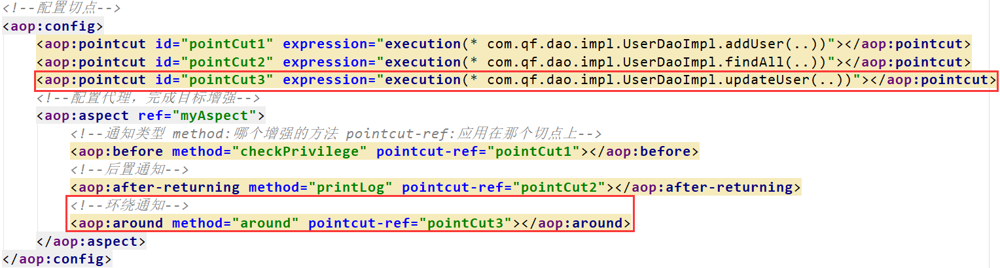 <!--配置切点-->
<aop:config>
<aop:pointcut id="pointCut1" expression="execution(* com.qf.dao.impl.UserDaoImpl.addUser(..))"></aop:pointcut>
<aop:pointcut id="pointCut2" expression="execution(* com.qf.dao.impl.UserDaoImpl.findAll(..))"></aop:pointcut>
<aop:pointcut id="pointCut3" expression="execution(* com.qf.dao.impl.UserDaoImpl.updateUser(..))"></aop:pointcut>
<!--配置代理，完成目标增强-->
<aop:aspect ref="myAspect">
<!--通知类型 method:哪个增强的方法 pointcut-ref:应用在那个切点上-->
<aop:before method="checkPrivilege" pointcut-ref="pointCut1"></aop:before>
<!--后置通知-->
<aop:after-returning method="printLog" pointcut-ref="pointCut2"></aop:after-returning>
<!--环绕通知-->
<aop:around method="around" pointcut-ref="pointCut3"></aop:around>
</aop:aspect>
</aop:config>